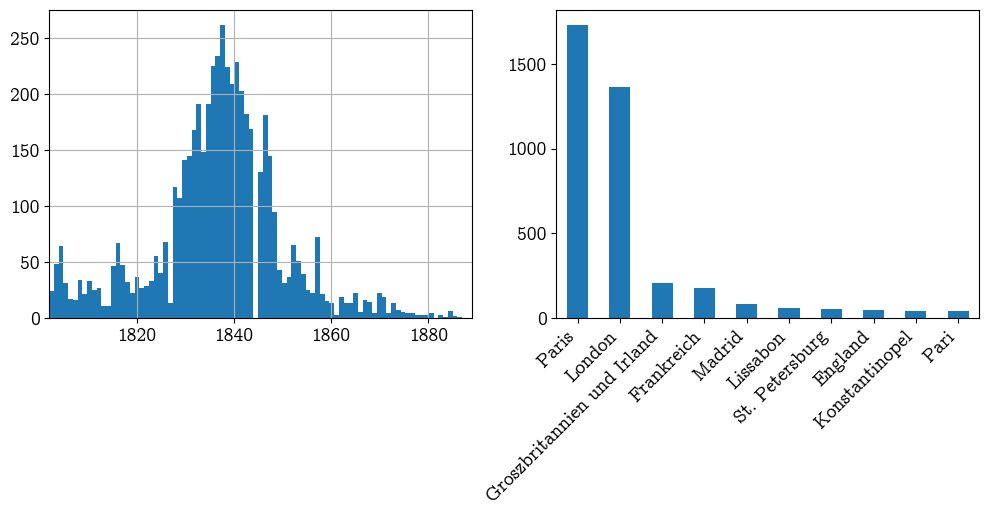 250
200
150
100
50
0
1820
1840
1860
1880
1500
1000
500
0
Paris
London
Groszbritannien und Irland
Frankreich
Madrid
Lissabon
St. Petersburg
England
Konstantinopel
Pari